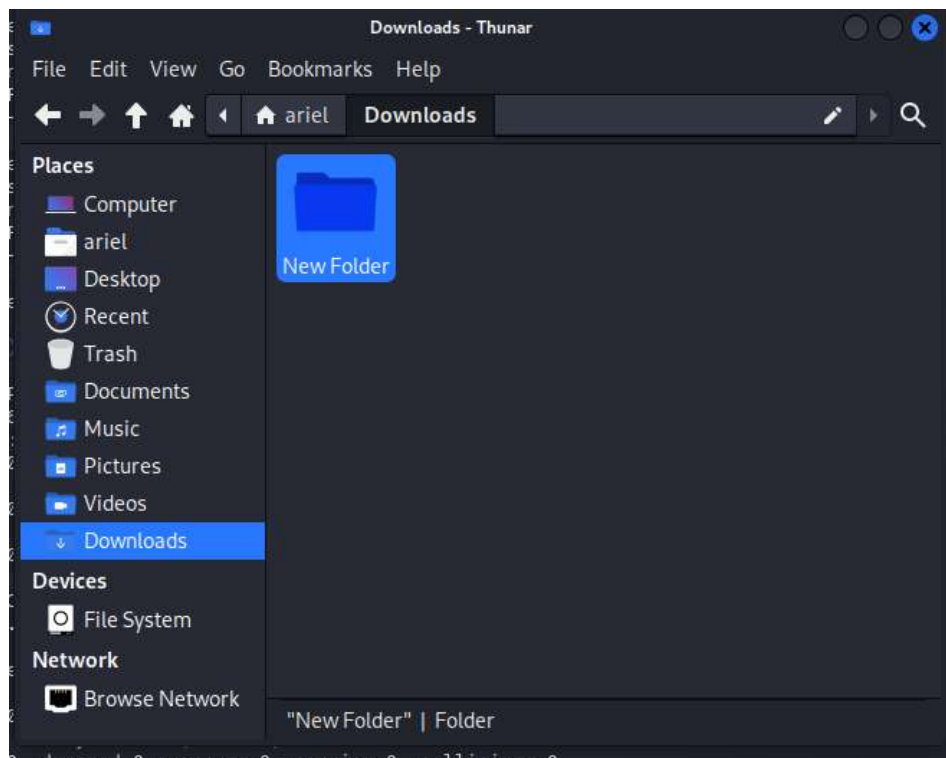 Downloads - Thunar
File Edit View Go Bookmarks Help
ariel Downloads
Places
Computer
ariel
Desktop
Recent
Trash
Documents
Music
Pictures
Videos
Downloads
Devices
File System
Network
Browse Network
New Folder
"New Folder" | Folder